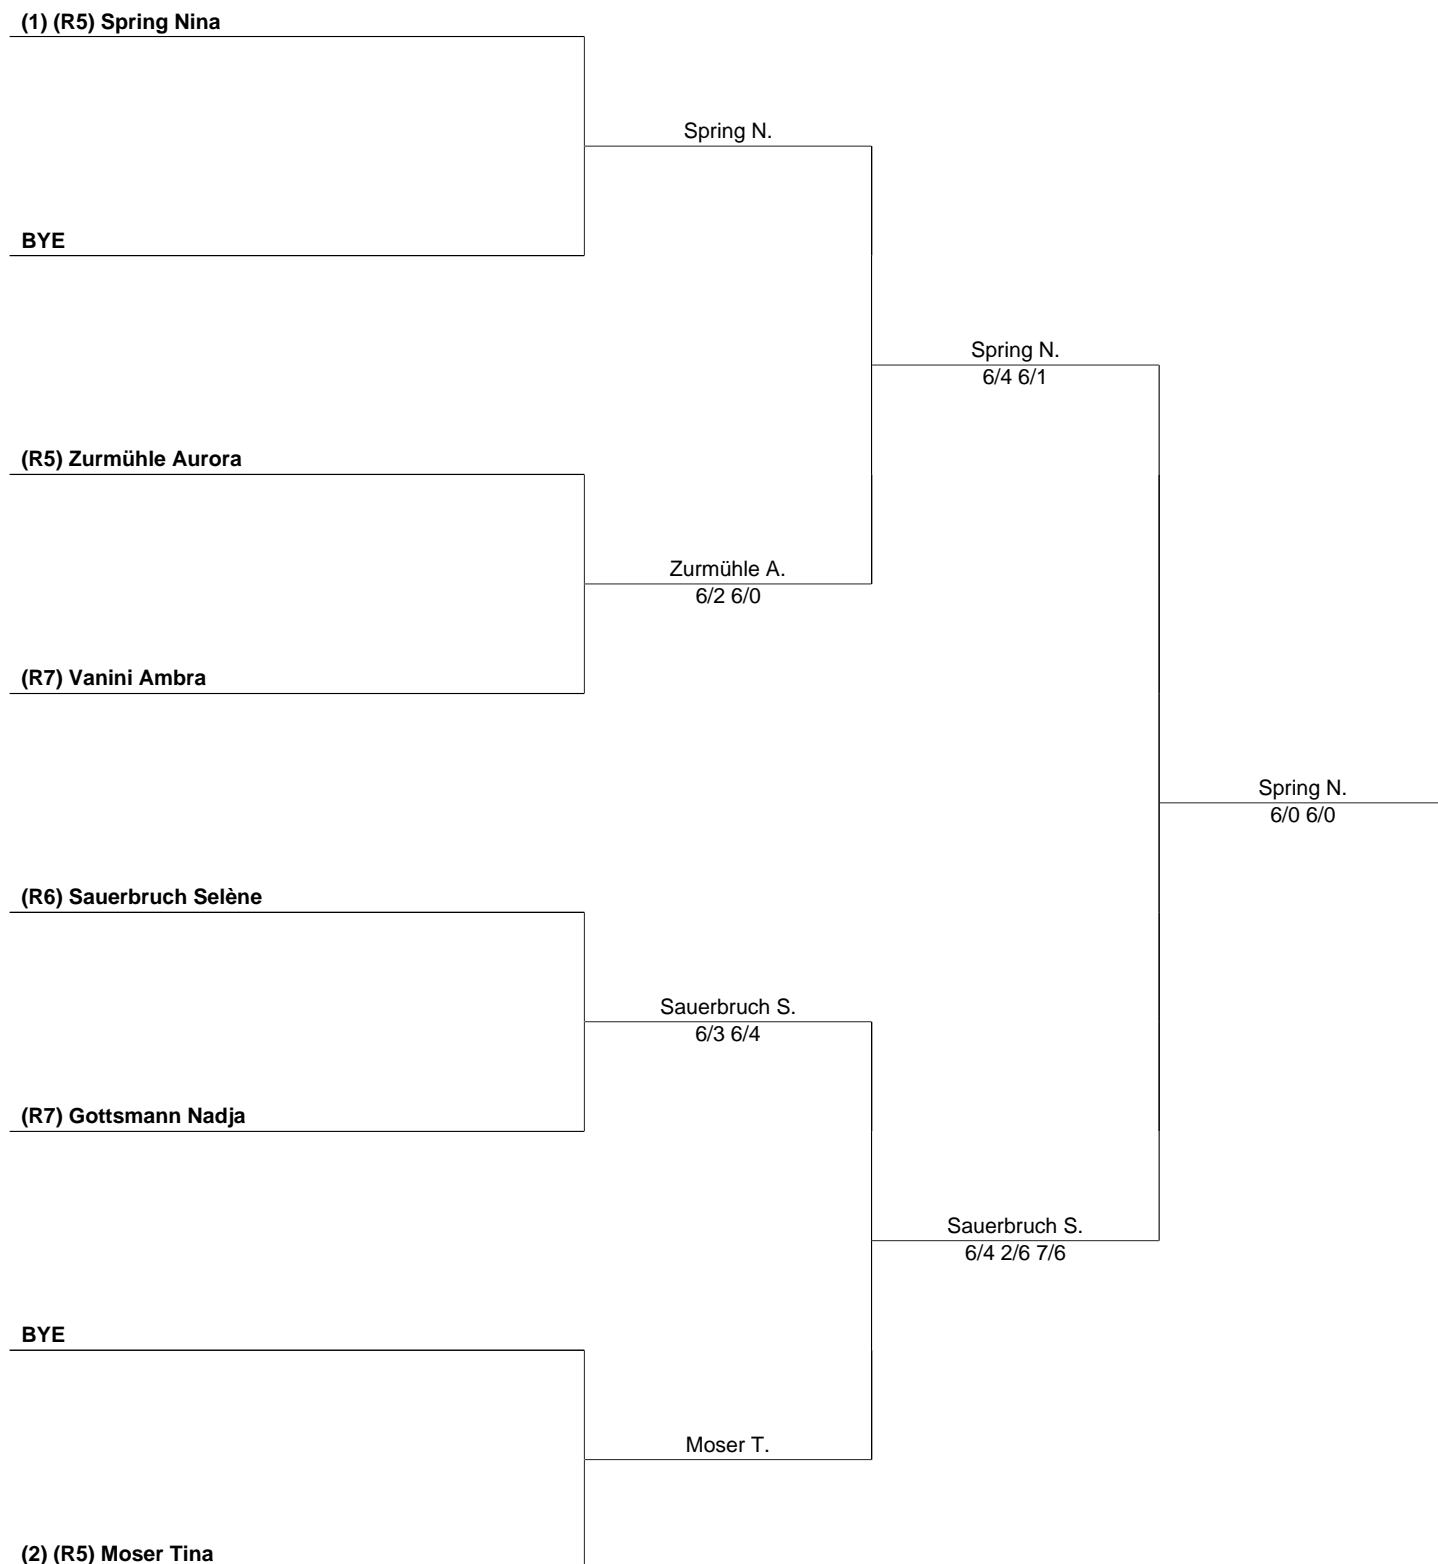 (1) (R5) Spring Nina
Spring N.
BYE
Spring N.
6/4 6/1
(R5) Zurmühle Aurora
Zurmühle A.
6/2 6/0
(R7) Vanini Ambra
Spring N.
6/0 6/0
(R6) Sauerbruch Selène
Sauerbruch S.
6/3 6/4
(R7) Gottsmann Nadja
Sauerbruch S.
6/4 2/6 7/6
BYE
Moser T.
(2) (R5) Moser Tina